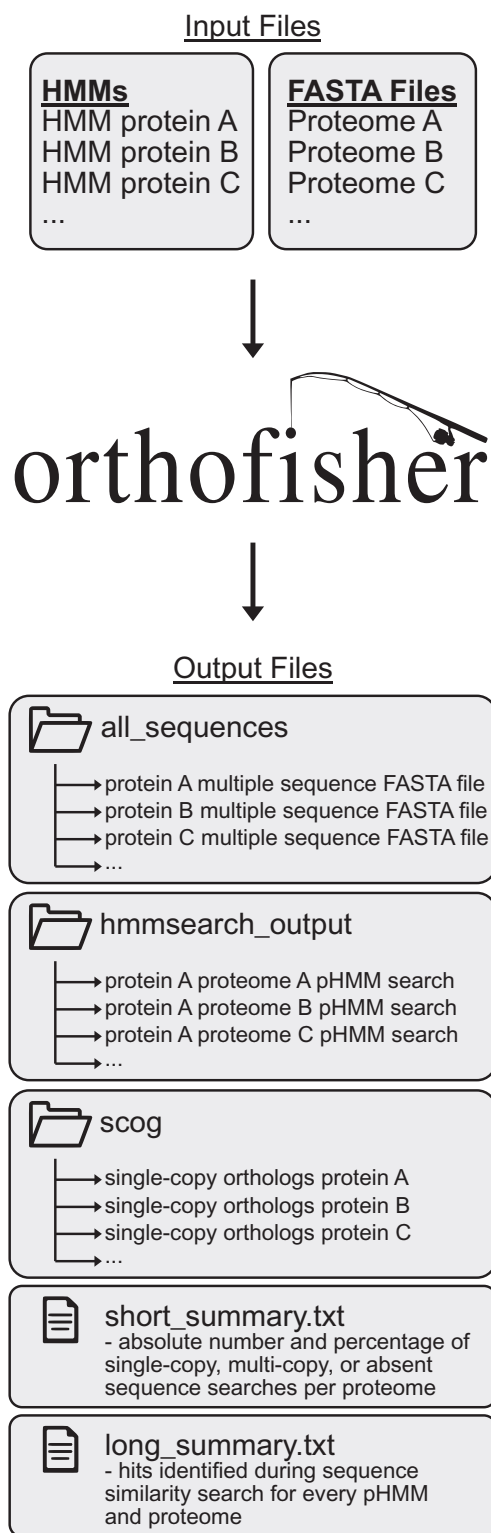 Input Files
HMMs
HMM protein A
HMM protein B
HMM protein C
...
FASTA Files
Proteome A
Proteome B
Proteome C
...
orthofisher
Output Files
all_sequences
protein A multiple sequence FASTA file
protein B multiple sequence FASTA file
protein C multiple sequence FASTA file
...
hmmsearch_output
protein A proteome A pHMM search
protein A proteome B pHMM search
protein A proteome C pHMM search
...
scog
single-copy orthologs protein A
single-copy orthologs protein B
single-copy orthologs protein C
...
short_summary.txt
- absolute number and percentage of
single-copy, multi-copy, or absent
sequence searches per proteome
long_summary.txt
- hits identified during sequence
similarity search for every pHMM
and proteome